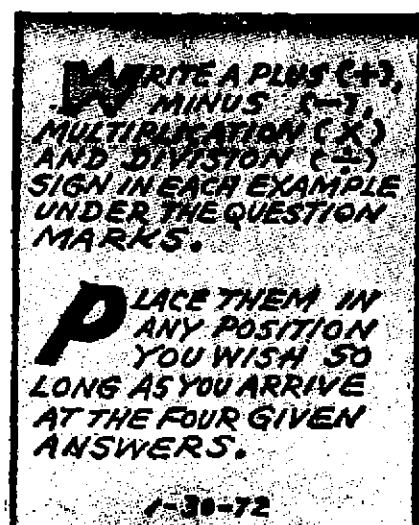 WRITE A PLUS (+),
MINUS (-),
MULTIPLICATION (X)
AND DIVISION (÷)
SIGN IN EACH EXAMPLE
UNDER THE QUESTION
MARKS.
PLACE THEM IN
ANY POSITION
YOU WISH SO
LONG AS YOU ARRIVE
AT THE FOUR GIVEN
ANSWERS.
1-30-72